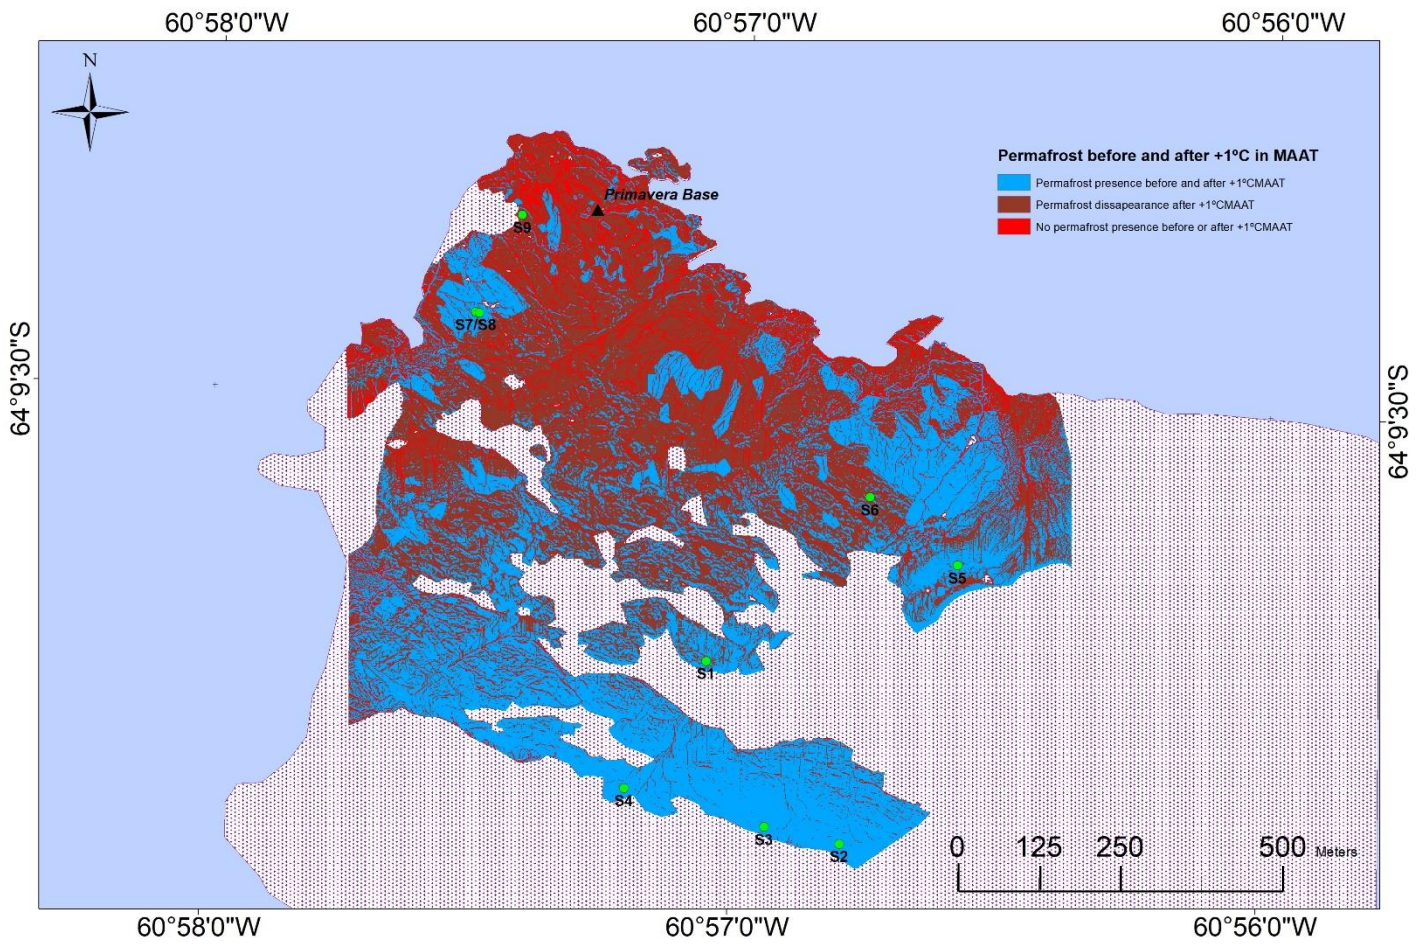 60°58'0"W 60°57'0"W 60°56'0"W
N
Permafrost before and after +1ºC in MAAT
Permafrost presence before and after +1ºCMAAT
Permafrost dissapearance after +1ºCMAAT
No permafrost presence before or after +1ºCMAAT
Primavera Base
S9
S7/S8
64°9'30"S
64°9'30"S
S6
S5
S1
S4
S3
S2
0 125 250 500 Meters
60°58'0"W 60°57'0"W 60°56'0"W